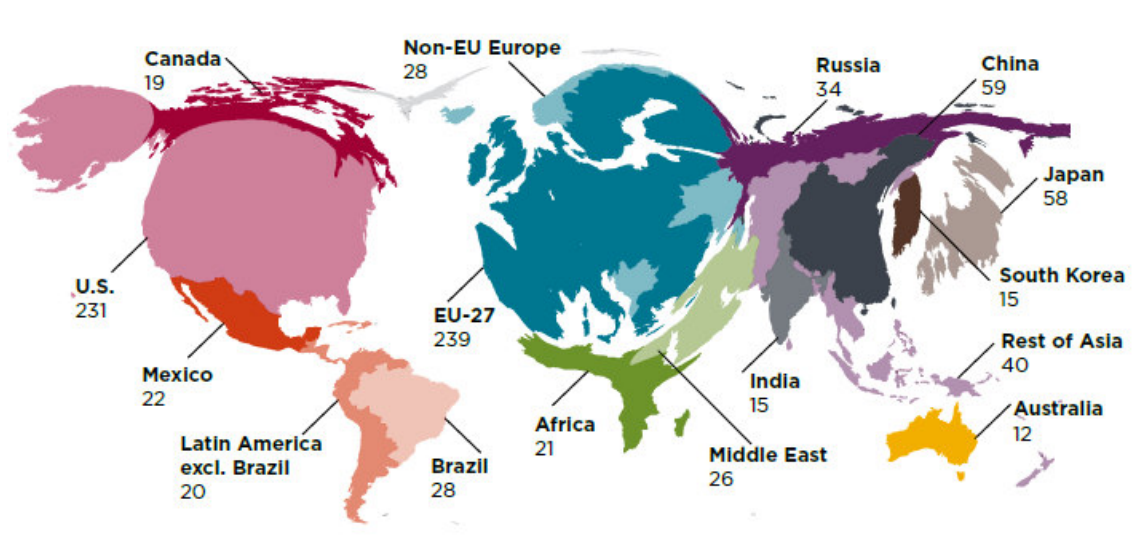 Canada
19
Non-EU Europe
28
Russia
34
China
59
Japan
58
U.S.
231
EU-27
239
South Korea
15
Rest of Asia
40
Mexico
22
India
15
Australia
12
Africa
21
Latin America
excl. Brazil
20
Brazil
28
Middle East
26